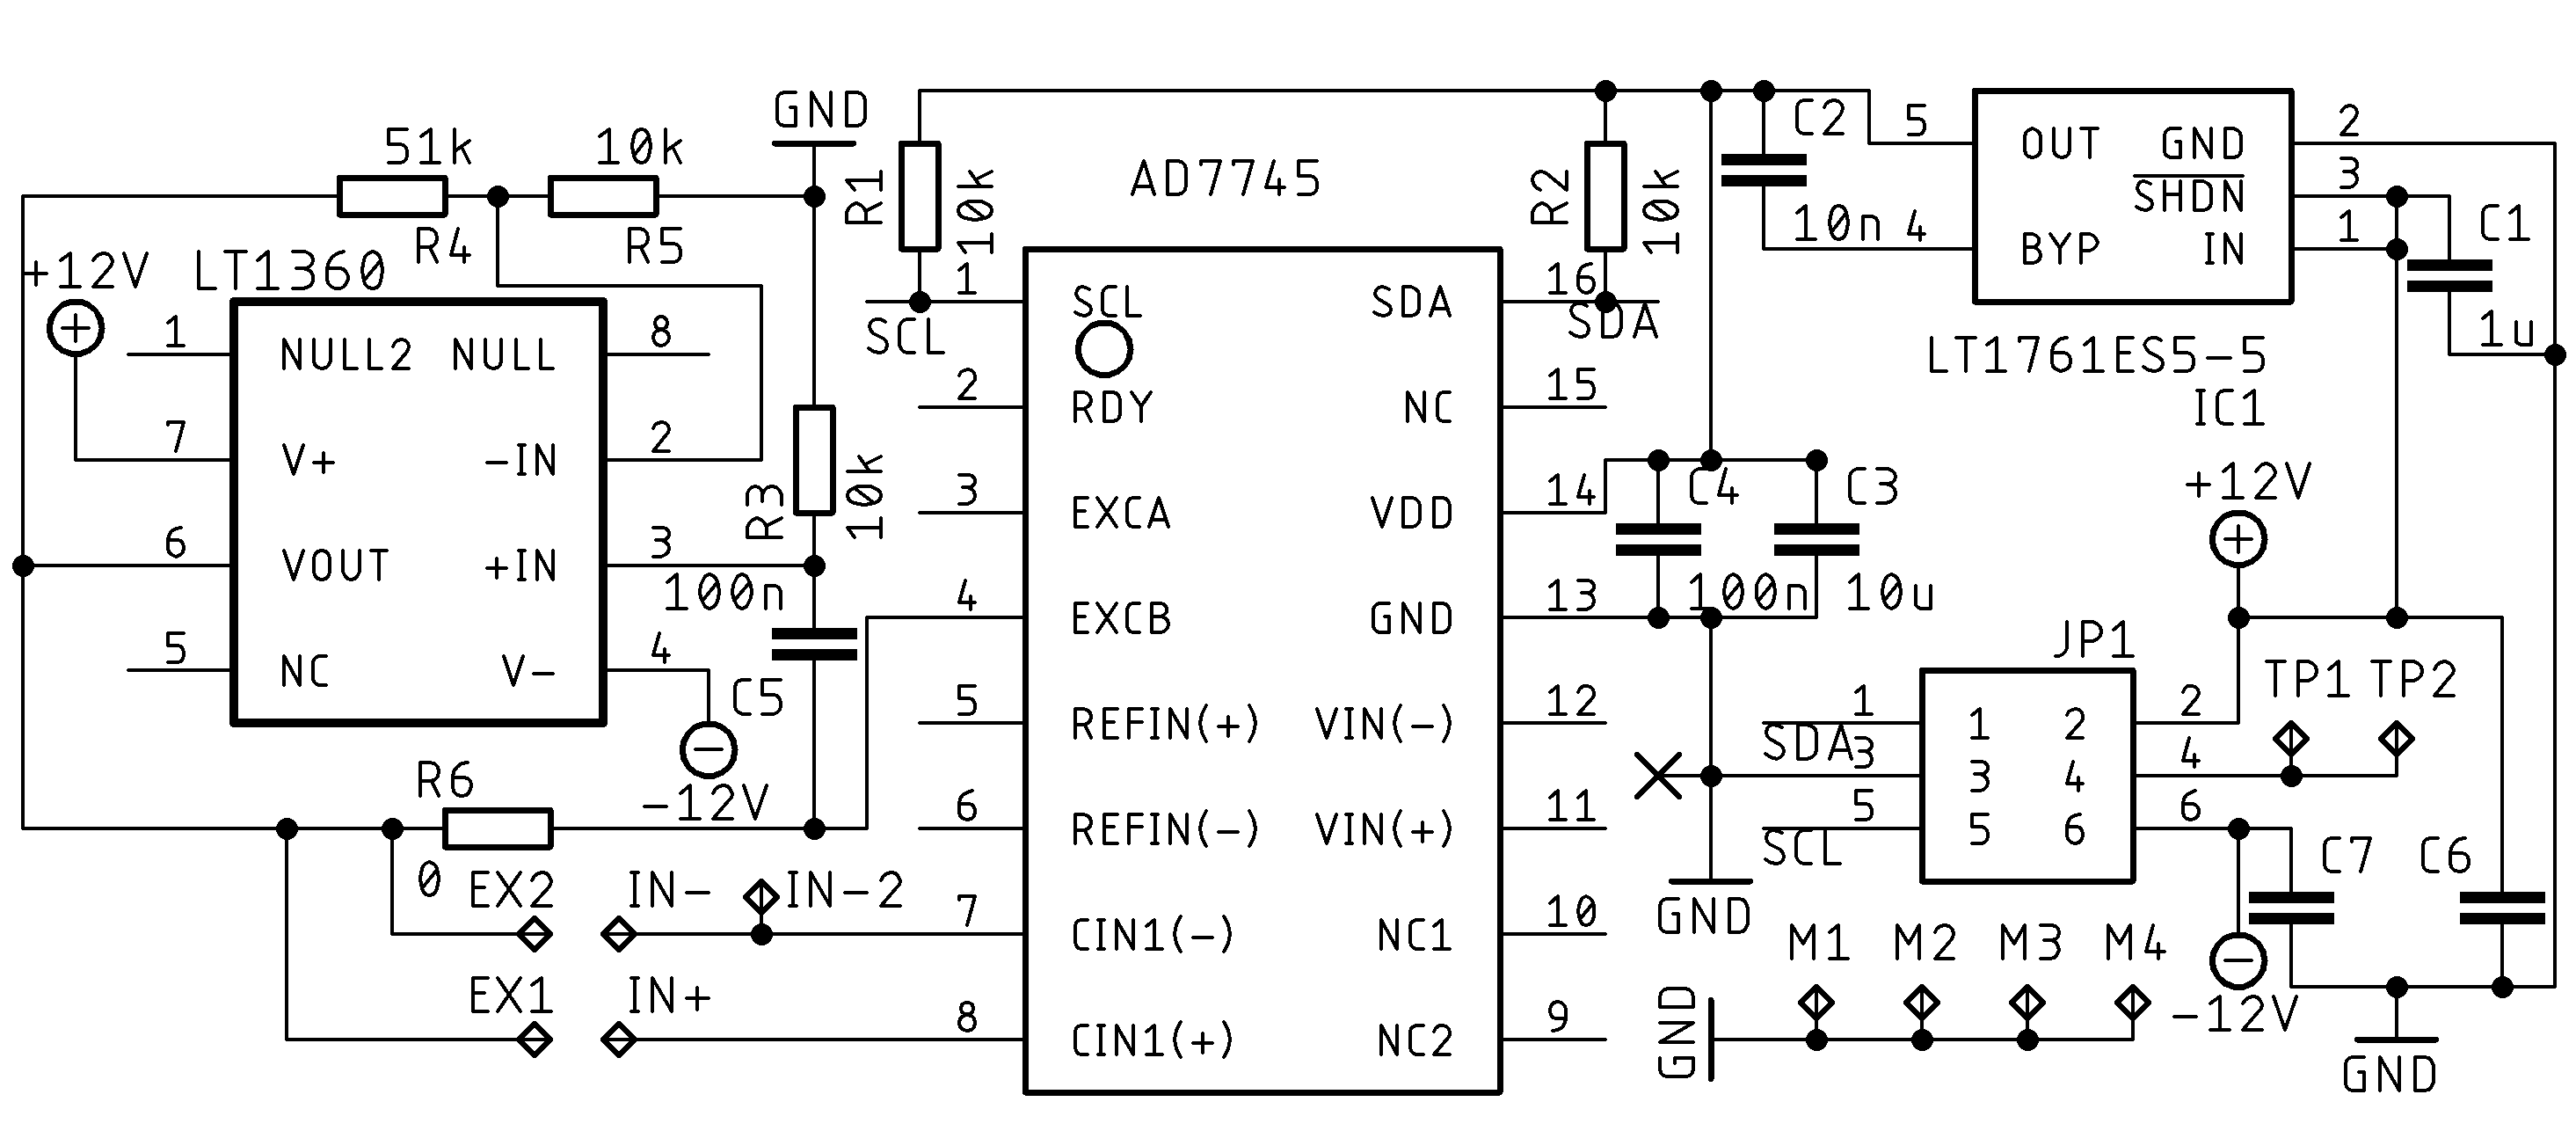 GND
51k
10k
R4
R5
+12V
LT1360
1
NULL2
NULL
8
7
V+
-IN
2
6
VOUT
+IN
3
5
NC
V-
4
R3
10k
100n
C5
-12V
R6
0
EX2
IN-
IN-2
EX1
IN+
R1
10k
AD7745
R2
10k
SCL
1
SCL
SDA
16
SDA
2
RDY
NC
15
3
EXCA
VDD
14
4
EXCB
GND
13
5
REFIN(+)
VIN(-)
12
6
REFIN(-)
VIN(+)
11
7
CIN1(-)
NC1
10
8
CIN1(+)
NC2
9
C2
10n
5
OUT
GND
2
SHDN
3
4
BYP
IN
1
C1
1u
LT1761ES5-5
IC1
C4
100n
C3
10u
+12V
JP1
TP1
TP2
SDA
1
1
2
2
3
3
4
4
SCL
5
5
6
6
C7
C6
GND
M1
M2
M3
M4
GND
-12V
GND